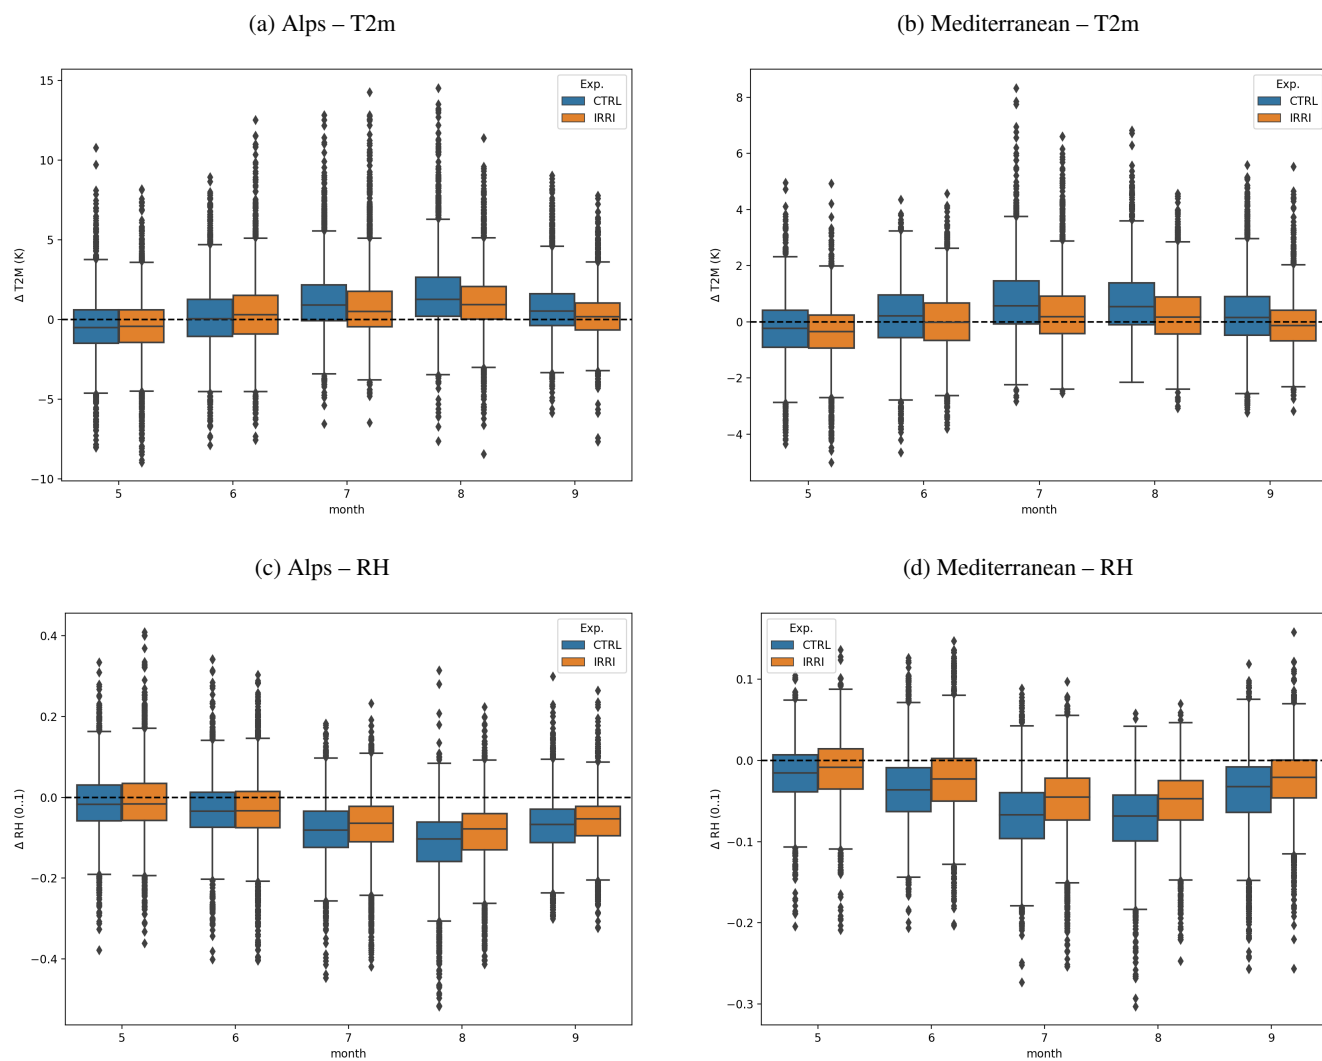 (a) Alps – T2m
(b) Mediterranean – T2m
Δ T2M (K)
15
10
5
0
−5
−10
Exp.
CTRL
IRRI
5 6 7 8 9
month
Δ T2M (K)
8
6
4
2
0
−2
−4
Exp.
CTRL
IRRI
5 6 7 8 9
month
(c) Alps – RH
(d) Mediterranean – RH
Δ RH (0..1)
0.4
0.2
0.0
−0.2
−0.4
Exp.
CTRL
IRRI
5 6 7 8 9
month
Δ RH (0..1)
0.1
0.0
−0.1
−0.2
−0.3
Exp.
CTRL
IRRI
5 6 7 8 9
month